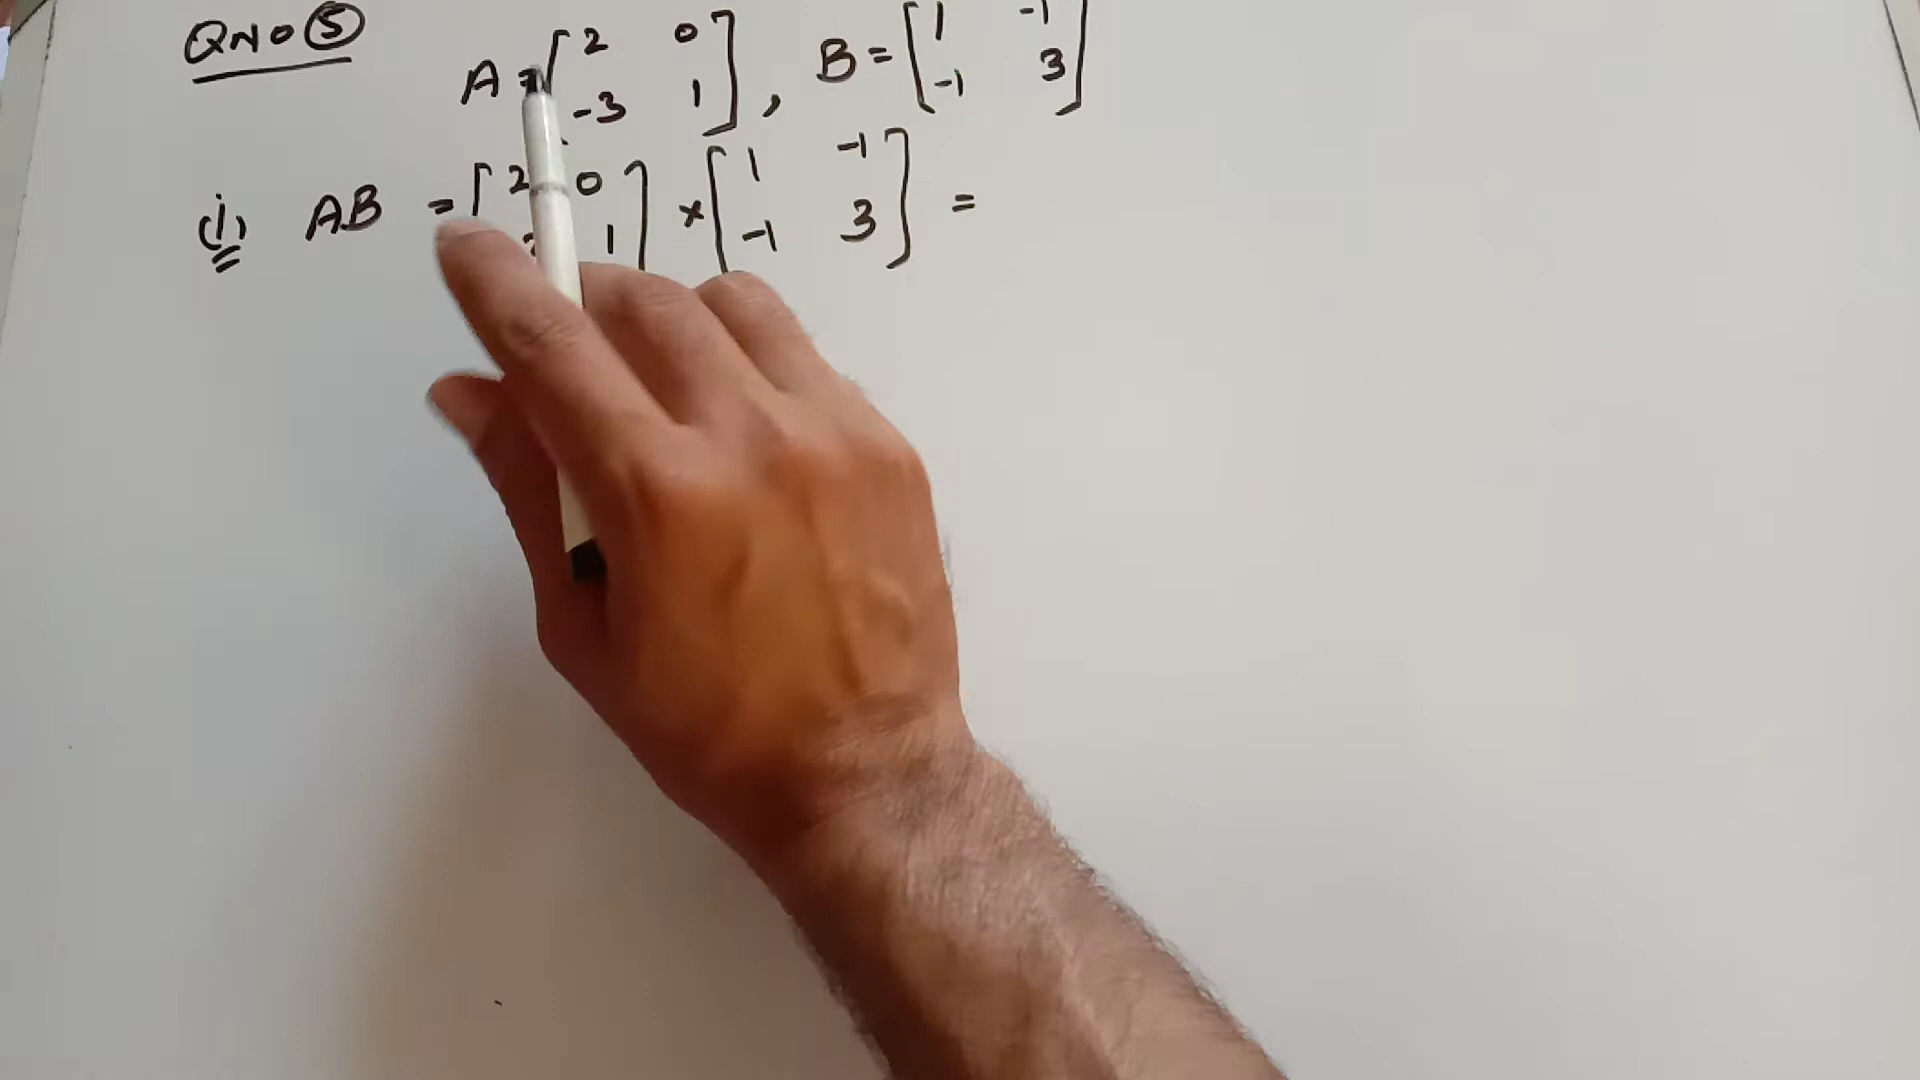 QNO ⑤
A = [ 2 0 ] , B = [ 1 -1 ]
-3 1 -1 3
(i) AB = [ 2 0 ] × [ 1 -1 ] =
1 -1 3